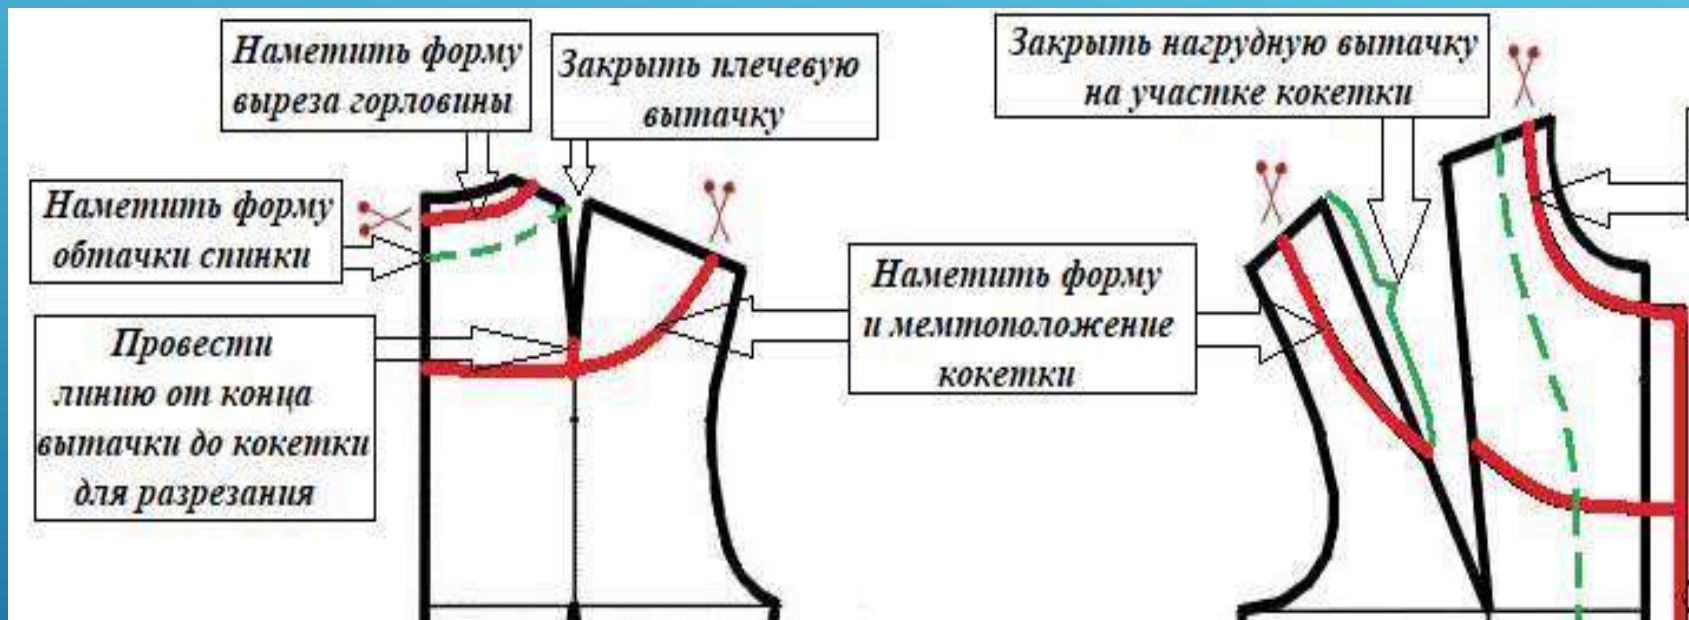 Наметить форму
выреза горловины
Закрыть плечевую
вытачку
Закрыть нагрудную вытачку
на участке кокетки
Наметить форму
обтачки спинки
Наметить форму
и мемтоположение
кокетки
Провести
линию от конца
вытачки до кокетки
для разрезания